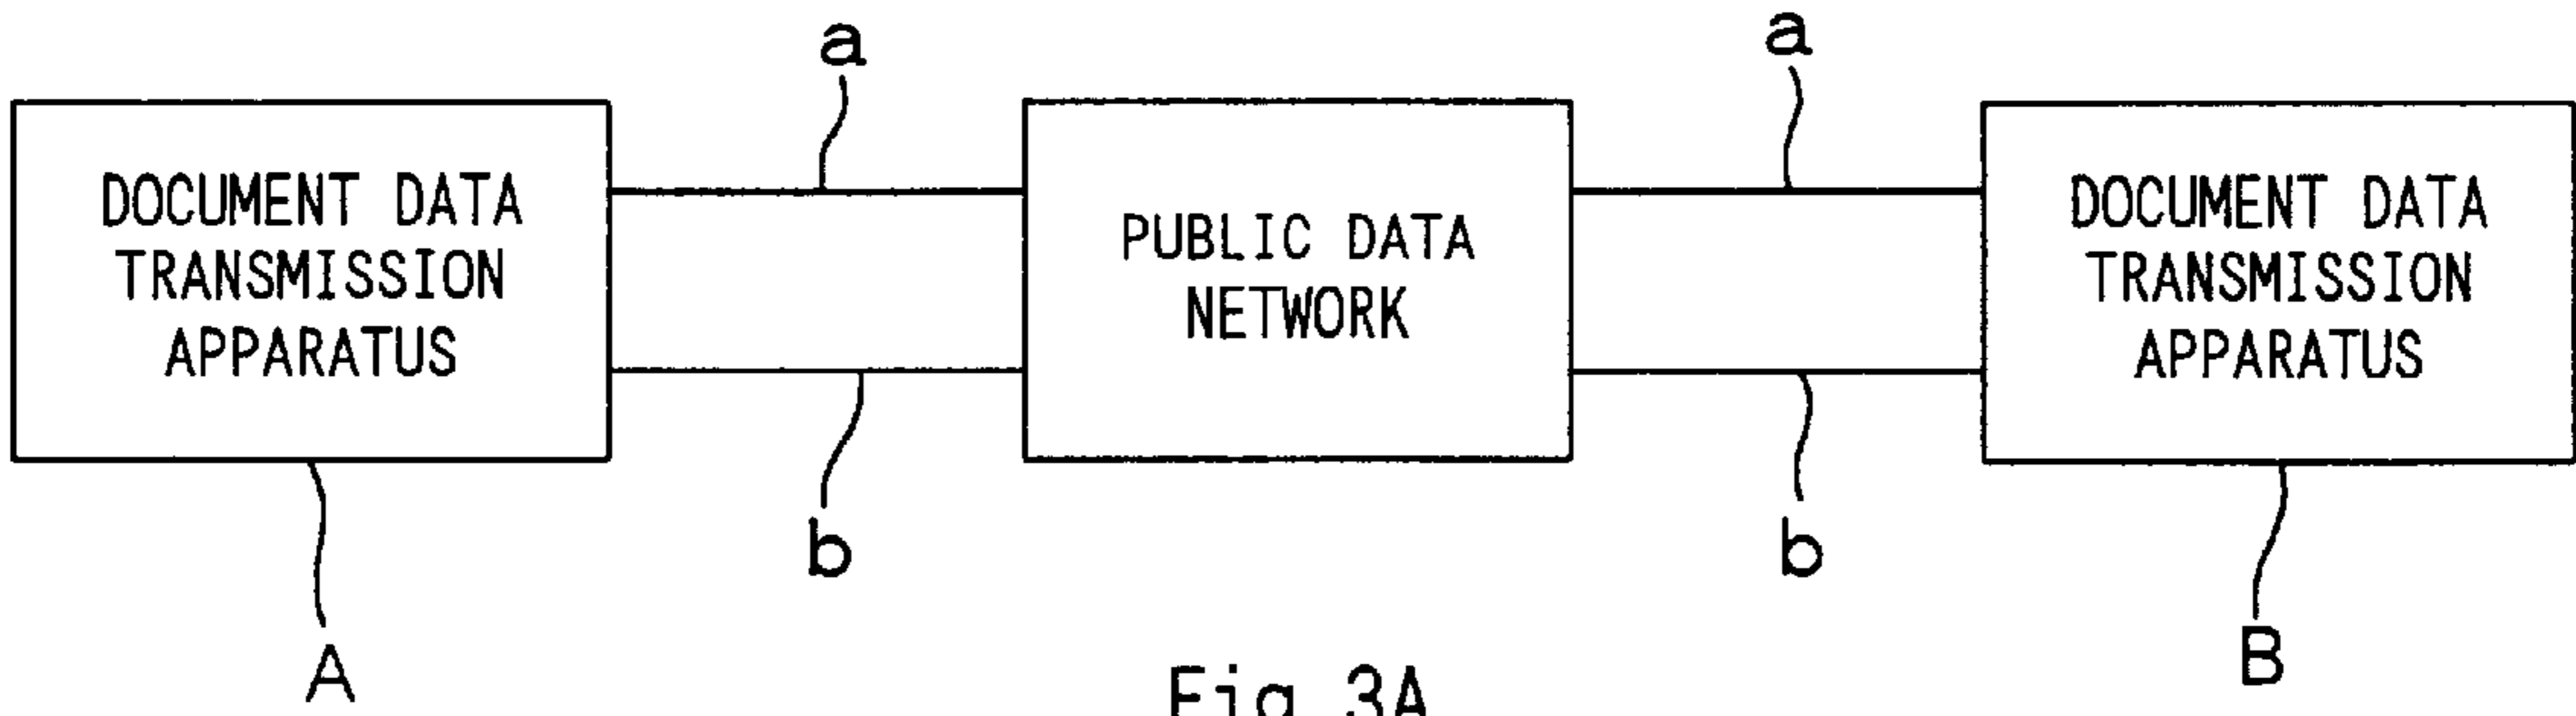 a
a
DOCUMENT DATA
TRANSMISSION
APPARATUS
PUBLIC DATA
NETWORK
DOCUMENT DATA
TRANSMISSION
APPARATUS
b
b
A
B
Fig 3A